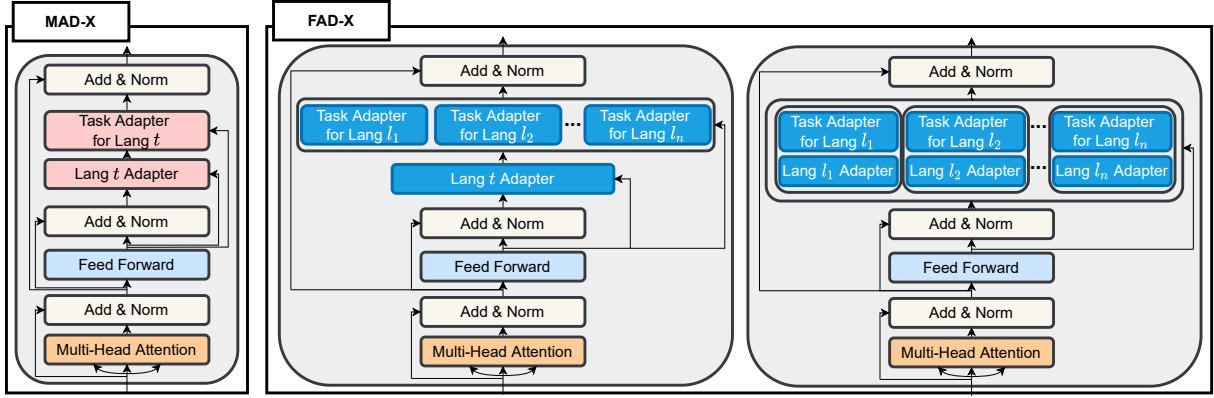 MAD-X
Add & Norm
Task Adapter
for Lang t
Lang t Adapter
Add & Norm
Feed Forward
Add & Norm
Multi-Head Attention
FAD-X
Add & Norm
Task Adapter
for Lang l₁
Task Adapter
for Lang l₂
...
Task Adapter
for Lang lₙ
Lang t Adapter
Add & Norm
Feed Forward
Add & Norm
Multi-Head Attention
Add & Norm
Task Adapter
for Lang l₁
Lang l₁ Adapter
Task Adapter
for Lang l₂
Lang l₂ Adapter
...
...
Task Adapter
for Lang lₙ
Lang lₙ Adapter
Add & Norm
Feed Forward
Add & Norm
Multi-Head Attention